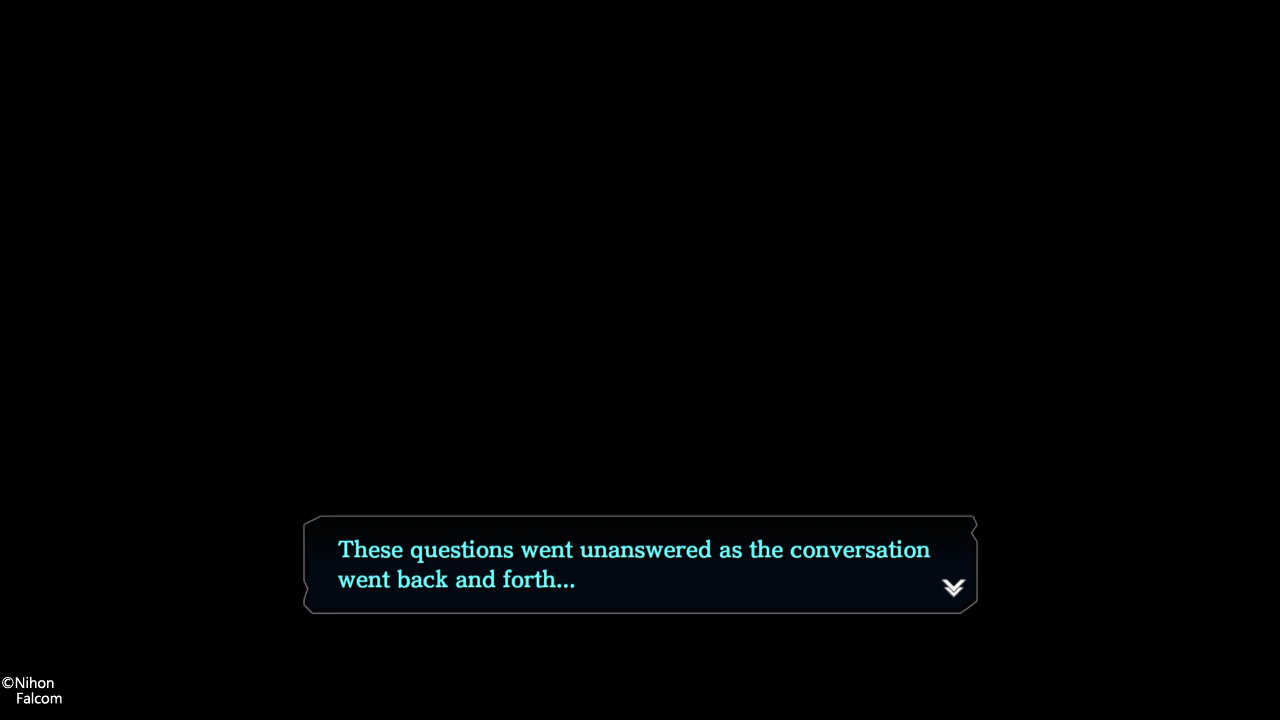 These questions went unanswered as the conversation
went back and forth...
©Nihon
Falcom